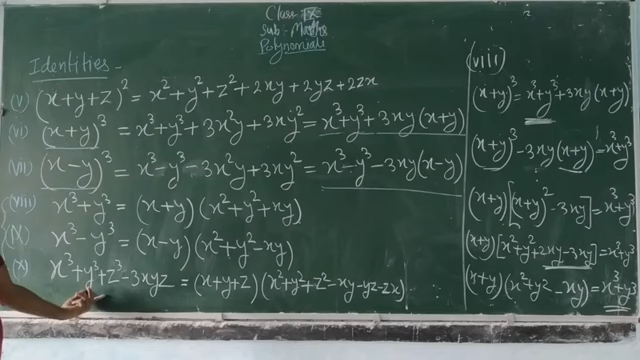 Class IX
Sub:- Maths
Polynomials
Identities -
(v) (x+y+z)² = x²+y²+z²+2xy+2yz+2zx
(vi) (x+y)³ = x³+y³+3x²y+3xy² = x³+y³+3xy(x+y)
(vii) (x-y)³ = x³-y³-3x²y+3xy² = x³-y³-3xy(x-y)
(viii) x³+y³ = (x+y)(x²+y²+xy)
(ix) x³-y³ = (x-y)(x²+y²-xy)
(x) x³+y³+z³-3xyz = (x+y+z)(x²+y²+z²-xy-yz-zx)
(viii)
(x+y)³ = x³+y³+3xy(x+y)
(x+y)³-3xy(x+y) = x³+y³
(x+y)[(x+y)²-3xy] = x³+y³
(x+y)[x²+y²+2xy-3xy] = x³+y³
(x+y)(x²+y²-xy) = x³+y³